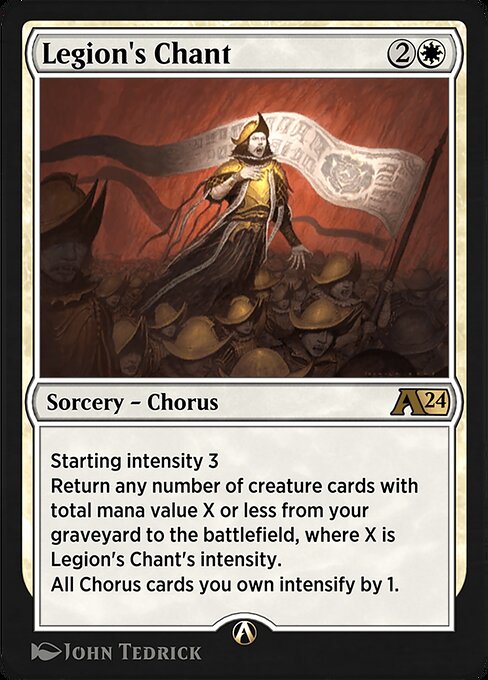 Legion's Chant 2
Sorcery – Chorus A24
Starting intensity 3
Return any number of creature cards with
total mana value X or less from your
graveyard to the battlefield, where X is
Legion's Chant's intensity.
All Chorus cards you own intensify by 1.
John Tedrick